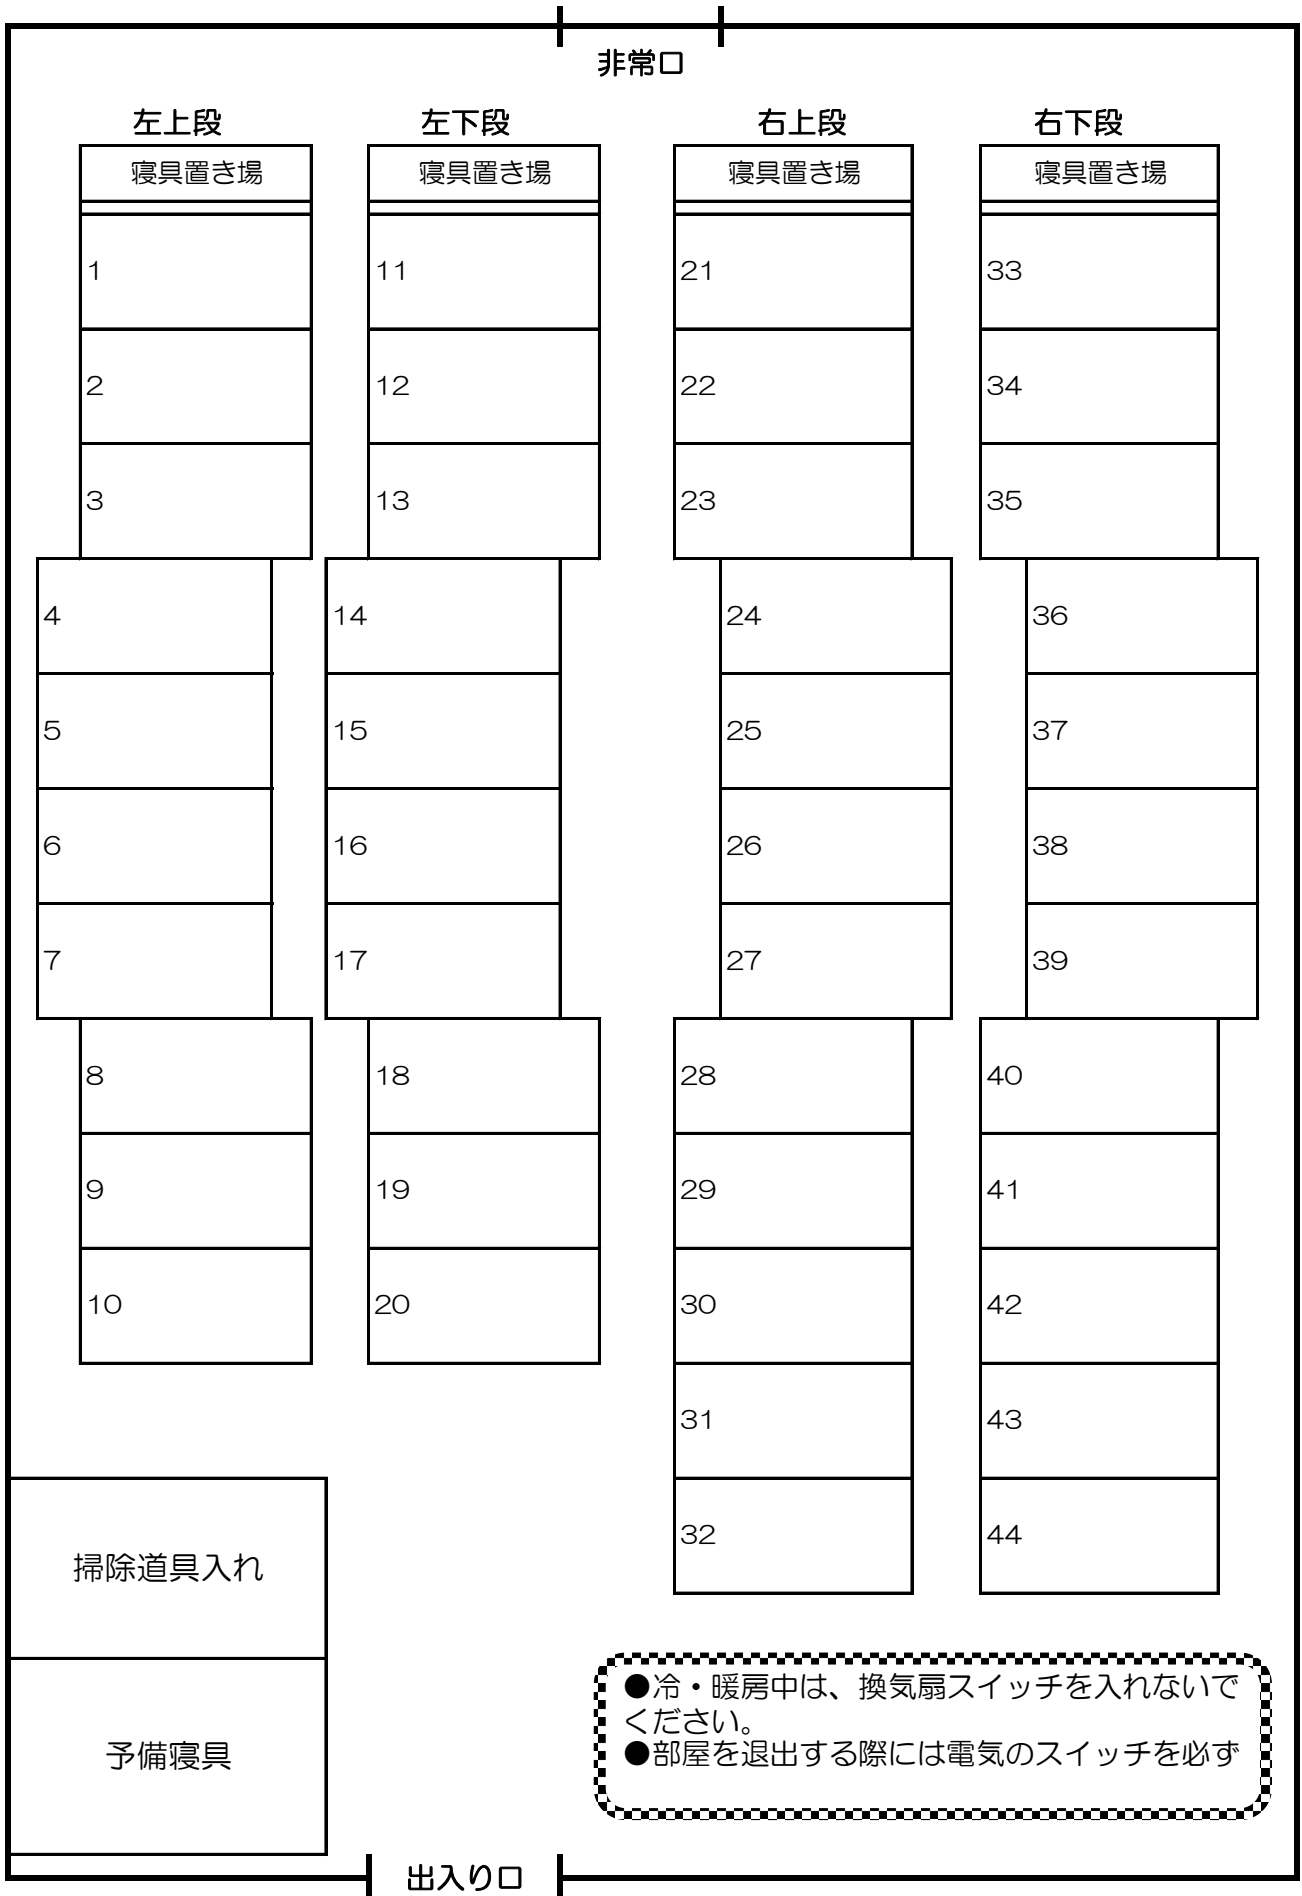 非常口
左上段 左下段 右上段 右下段
寝具置き場 寝具置き場 寝具置き場 寝具置き場
1 11 21 33
2 12 22 34
3 13 23 35
4 14 24 36
5 15 25 37
6 16 26 38
7 17 27 39
8 18 28 40
9 19 29 41
10 20 30 42
31 43
32 44
掃除道具入れ
予備寝具
●冷・暖房中は、換気扇スイッチを入れないで
ください。
●部屋を退出する際には電気のスイッチを必ず
出入り口